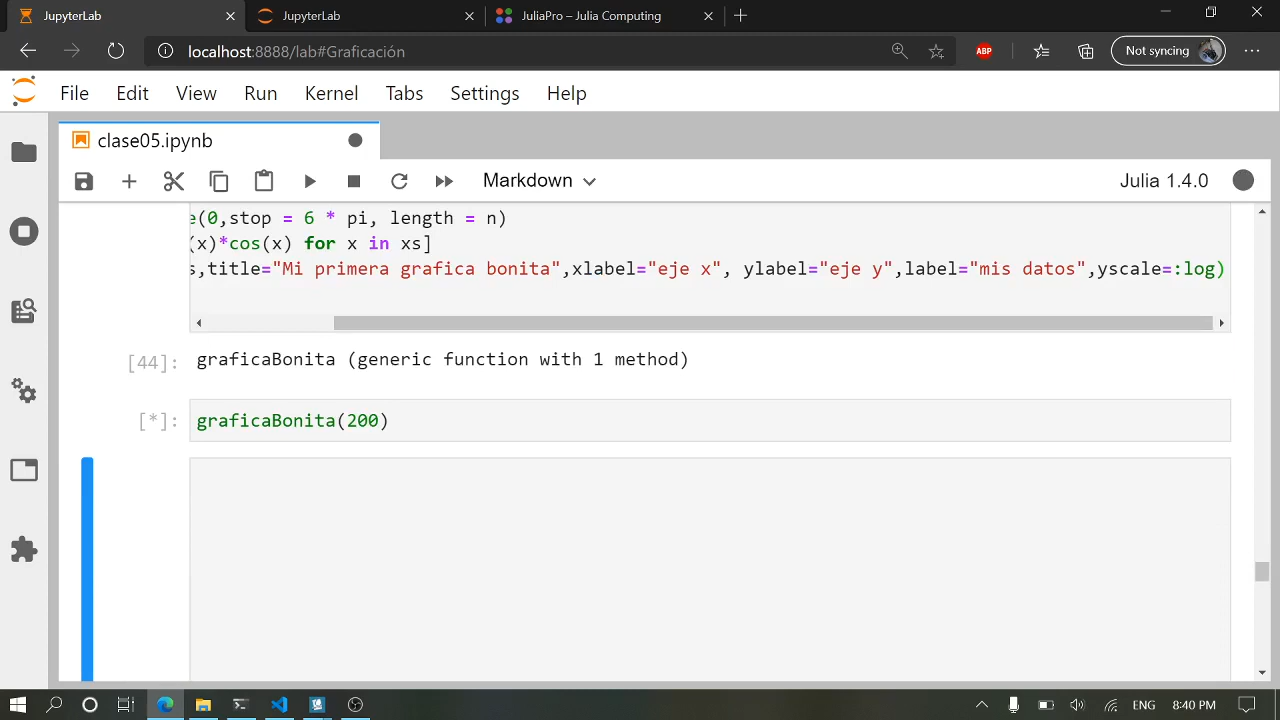 JupyterLab
JupyterLab
JuliaPro – Julia Computing
localhost:8888/lab#Graficación
ABP
Not syncing
File Edit View Run Kernel Tabs Settings Help
clase05.ipynb
Markdown
Julia 1.4.0
e(0,stop = 6 * pi, length = n)
(x)*cos(x) for x in xs]
s,title="Mi primera grafica bonita",xlabel="eje x", ylabel="eje y",label="mis datos",yscale=:log)
[44]: graficaBonita (generic function with 1 method)
[*]: graficaBonita(200)
ENG 8:40 PM